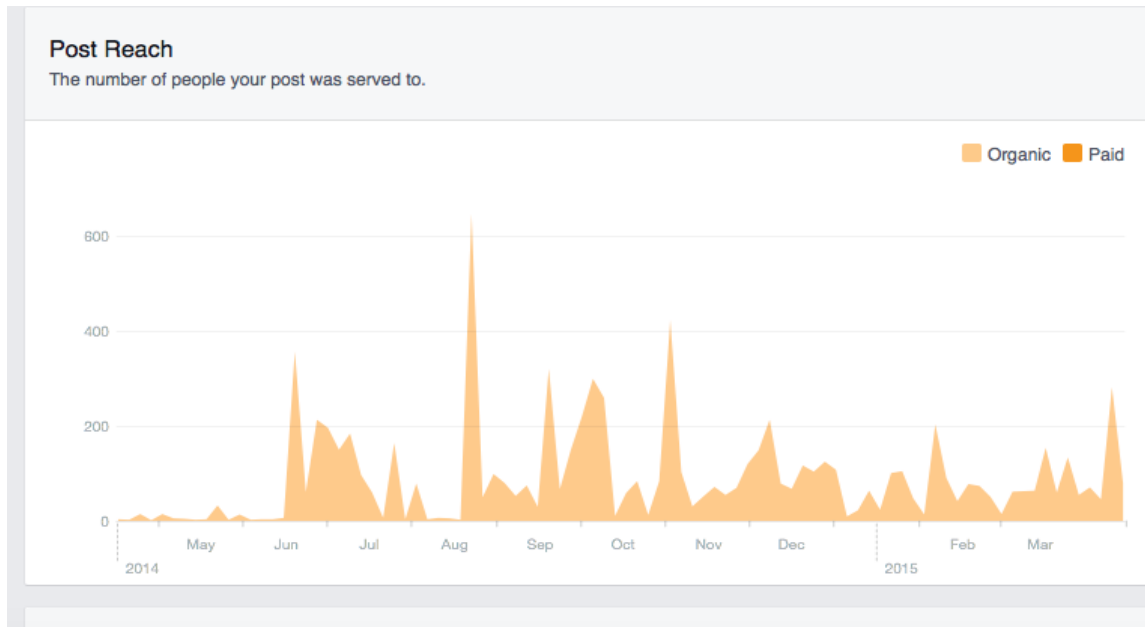 Post Reach
The number of people your post was served to.
Organic Paid
600
400
200
0
May Jun Jul Aug Sep Oct Nov Dec Feb Mar
2014 2015